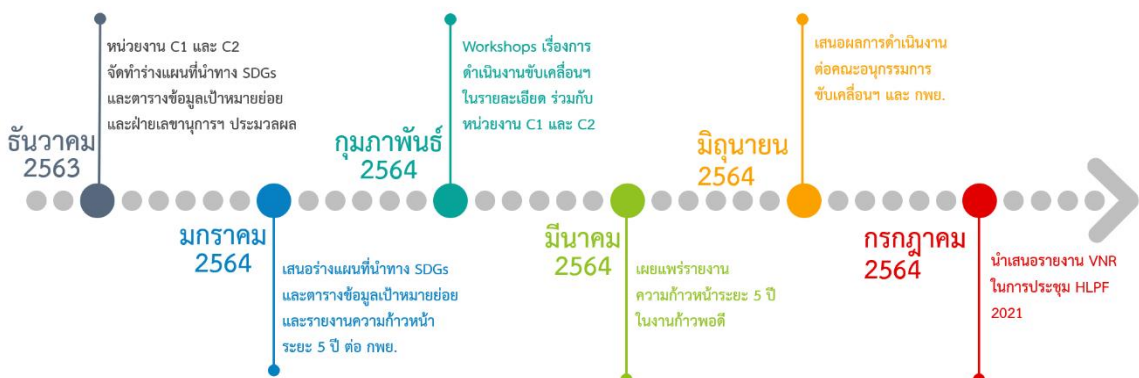 หน่วยงาน C1 และ C2
จัดทำร่างแผนที่นำทาง SDGs
และตารางข้อมูลเป้าหมายย่อย
และฝ่ายเลขานุการฯ ประมวลผล
ธันวาคม
2563
มกราคม
2564
เสนอร่างแผนที่นำทาง SDGs
และตารางข้อมูลเป้าหมายย่อย
และรายงานความก้าวหน้า
ระยะ 5 ปี ต่อ กพย.
Workshops เรื่องการ
ดำเนินงานขับเคลื่อนฯ
ในรายละเอียด ร่วมกับ
หน่วยงาน C1 และ C2
กุมภาพันธ์
2564
มีนาคม
2564
เผยแพร่รายงาน
ความก้าวหน้าระยะ 5 ปี
ในงานก้าวพอดี
เสนอผลการดำเนินงาน
ต่อคณะอนุกรรมการ
ขับเคลื่อนฯ และ กพย.
มิถุนายน
2564
กรกฎาคม
2564
นำเสนอรายงาน VNR
ในการประชุม HLPF
2021